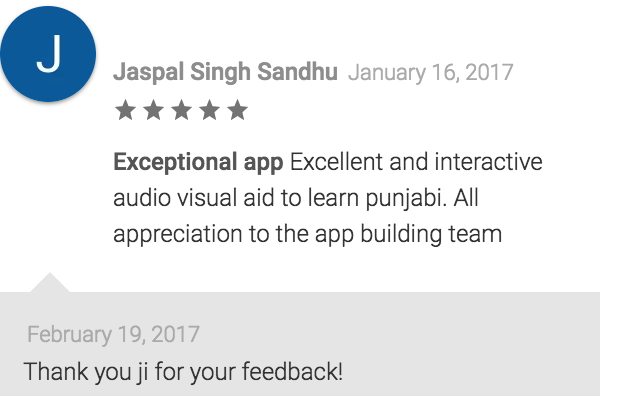 J
Jaspal Singh Sandhu January 16, 2017
Exceptional app Excellent and interactive
audio visual aid to learn punjabi. All
appreciation to the app building team
February 19, 2017
Thank you ji for your feedback!